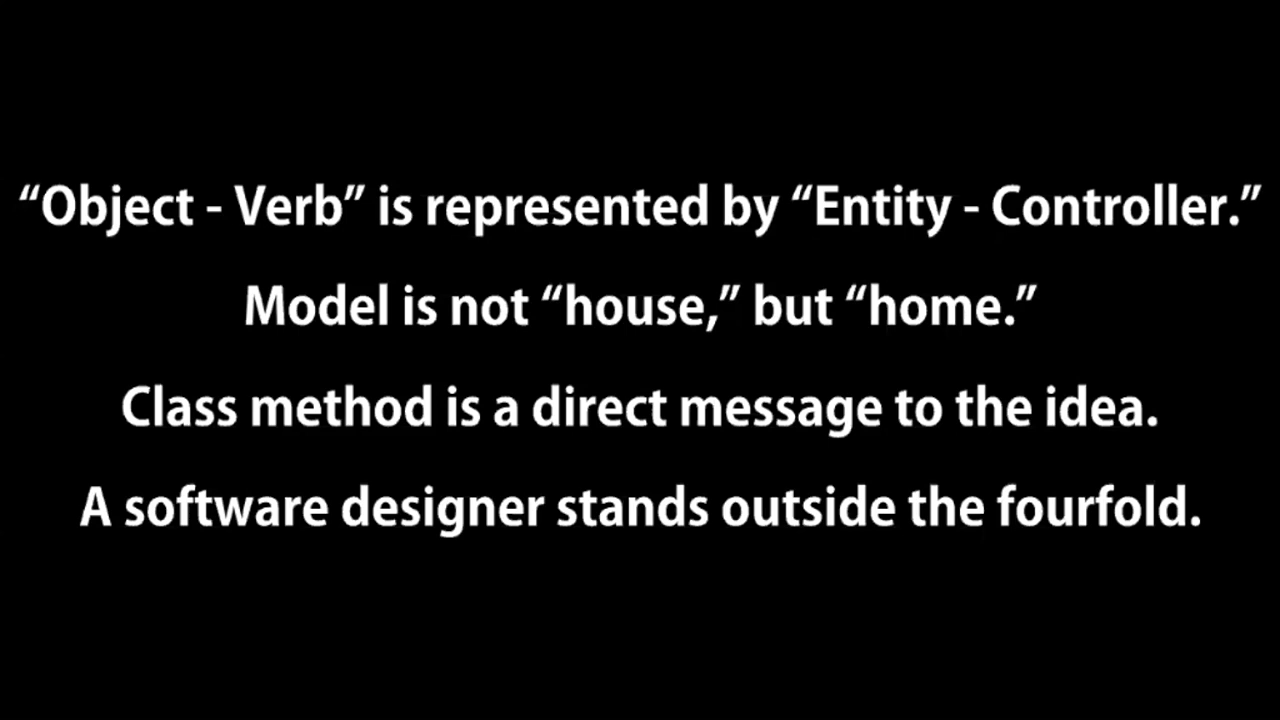 “Object - Verb” is represented by “Entity - Controller.”
Model is not “house,” but “home.”
Class method is a direct message to the idea.
A software designer stands outside the fourfold.